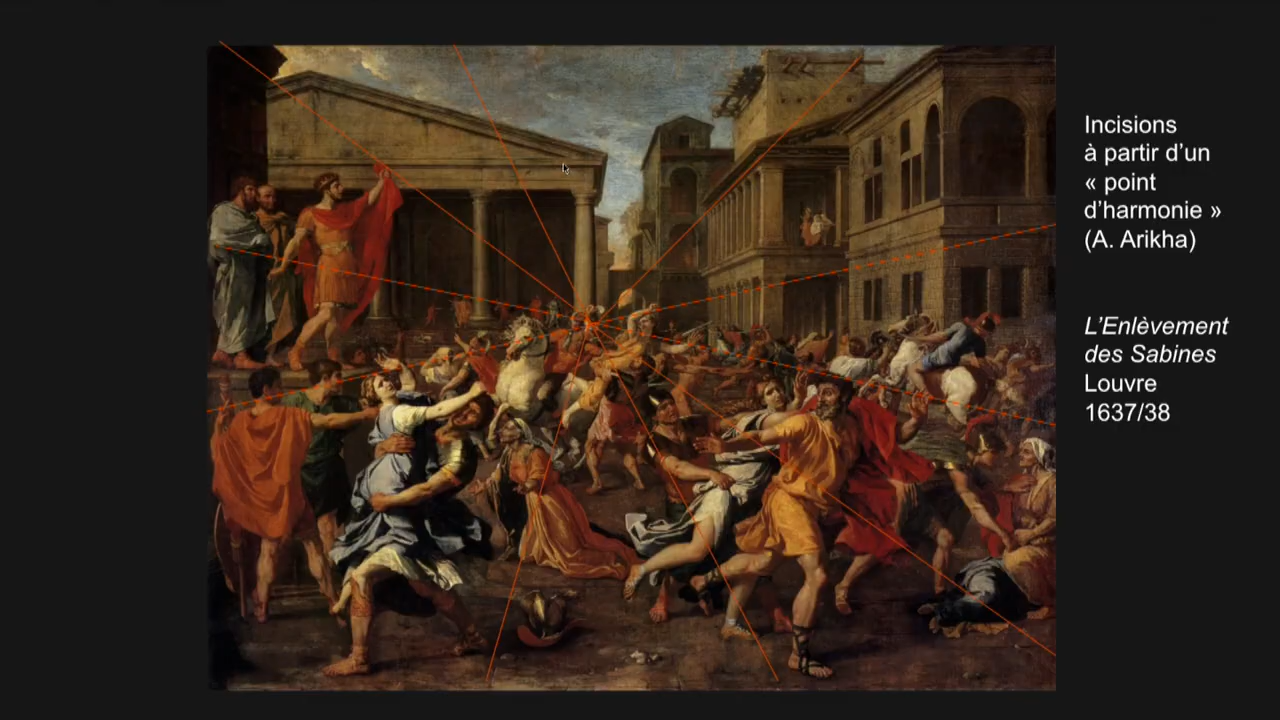 Incisions
à partir d’un
« point
d’harmonie »
(A. Arikha)
L’Enlèvement
des Sabines
Louvre
1637/38